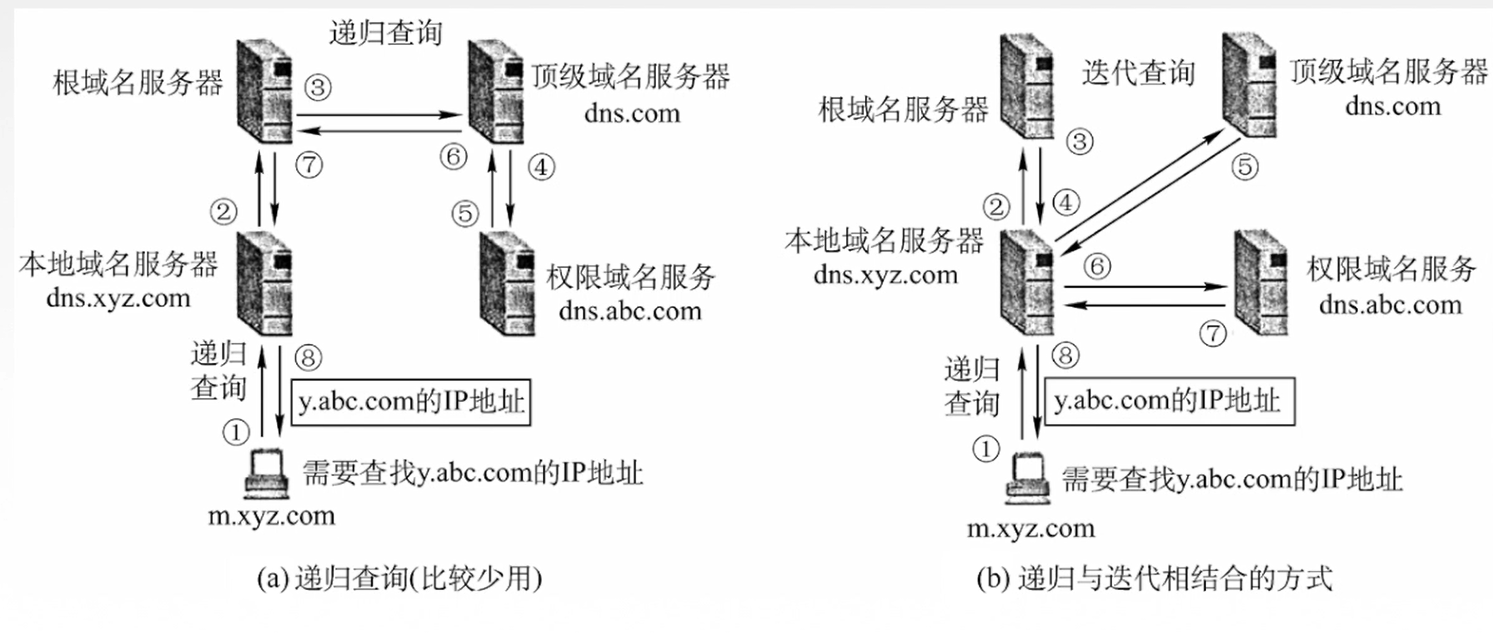 递归查询
根域名服务器
③
顶级域名服务器
dns.com
⑦
⑥
④
②
⑤
本地域名服务器
dns.xyz.com
权限域名服务
dns.abc.com
递归
查询
⑧
y.abc.com的IP地址
①
需要查找y.abc.com的IP地址
m.xyz.com
(a) 递归查询(比较少用)
迭代查询
顶级域名服务器
dns.com
根域名服务器
③
⑤
②
④
本地域名服务器
dns.xyz.com
⑥
权限域名服务
dns.abc.com
⑦
递归
查询
⑧
y.abc.com的IP地址
①
需要查找y.abc.com的IP地址
m.xyz.com
(b) 递归与迭代相结合的方式